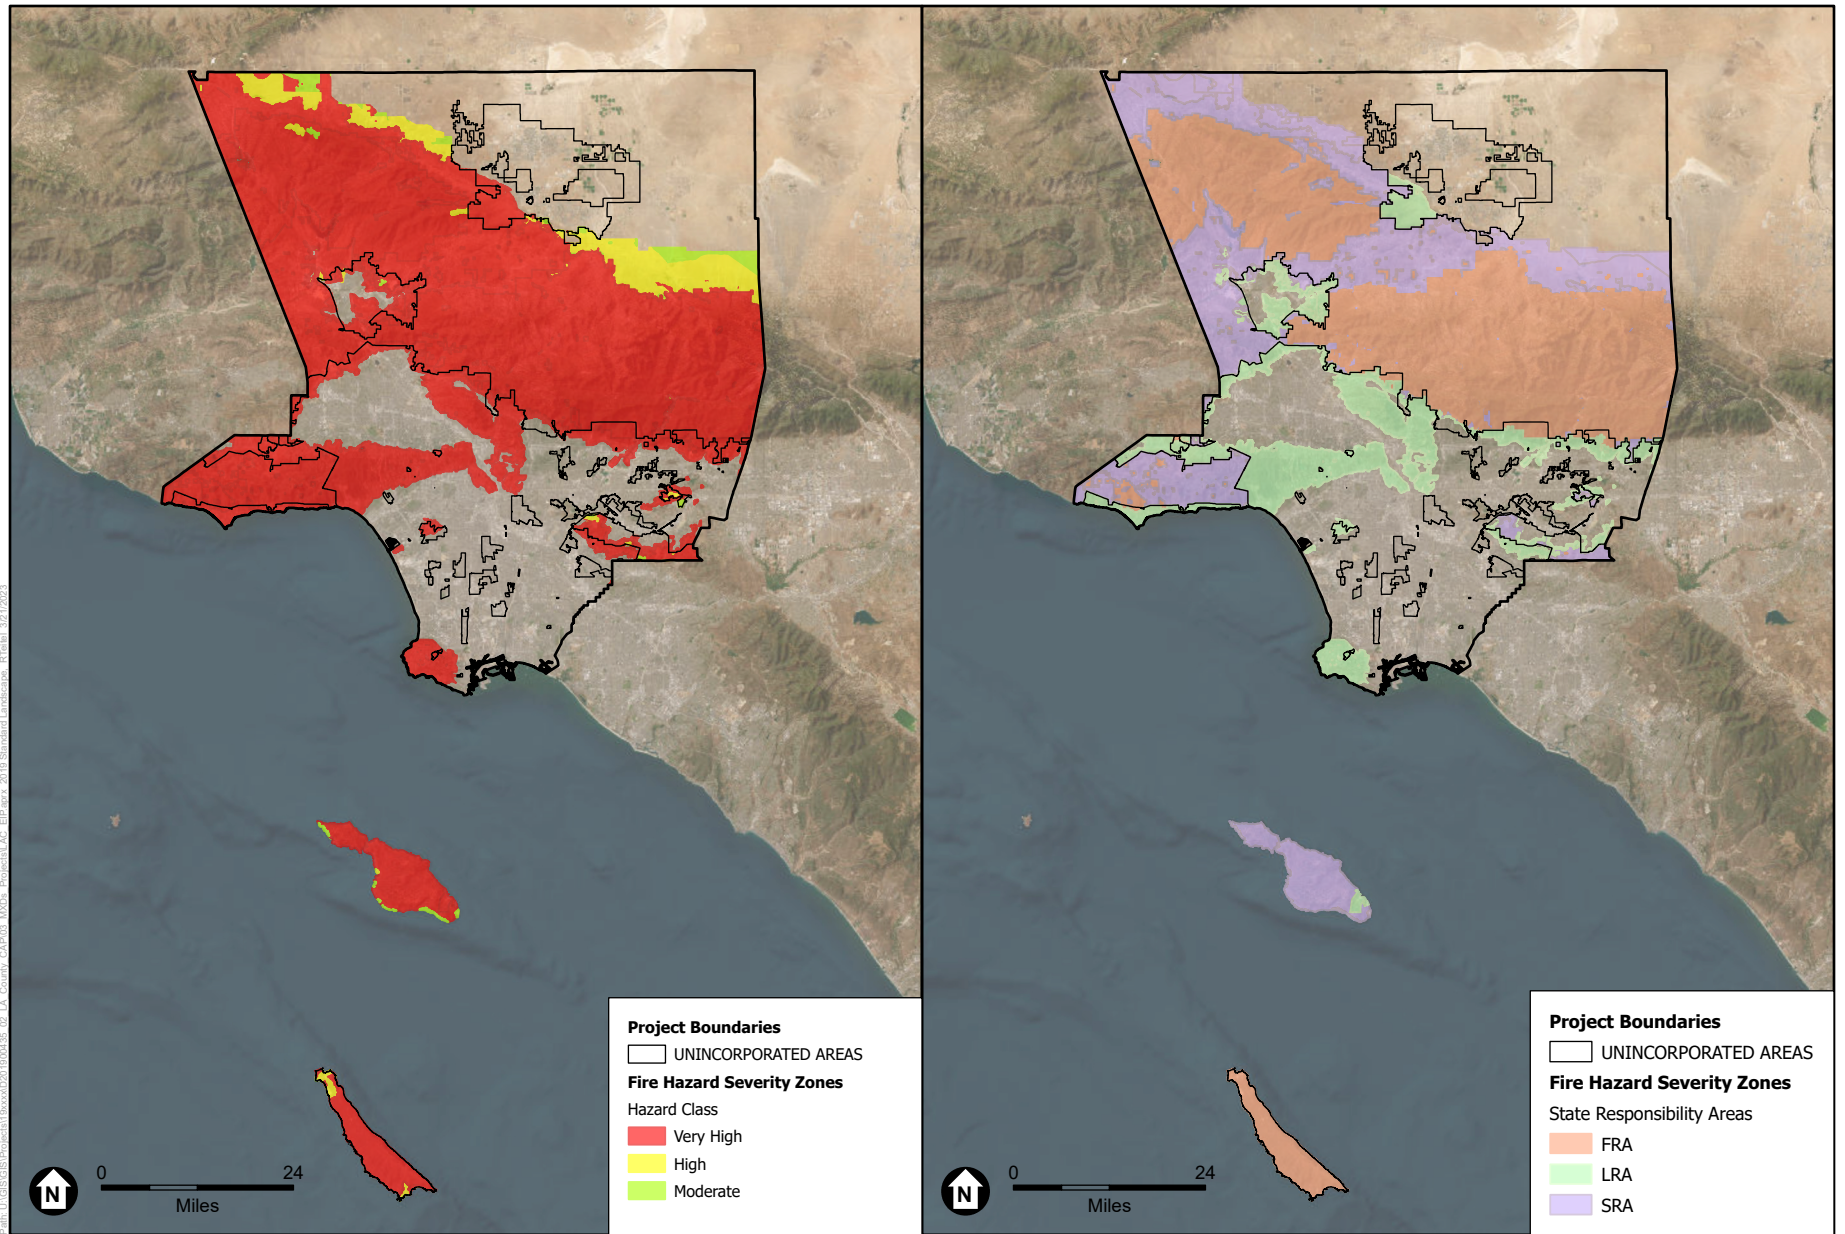 Project Boundaries
UNINCORPORATED AREAS
Fire Hazard Severity Zones
Hazard Class
Very High
High
Moderate
0 24
Miles
N
Project Boundaries
UNINCORPORATED AREAS
Fire Hazard Severity Zones
State Responsibility Areas
FRA
LRA
SRA
0 24
Miles
N